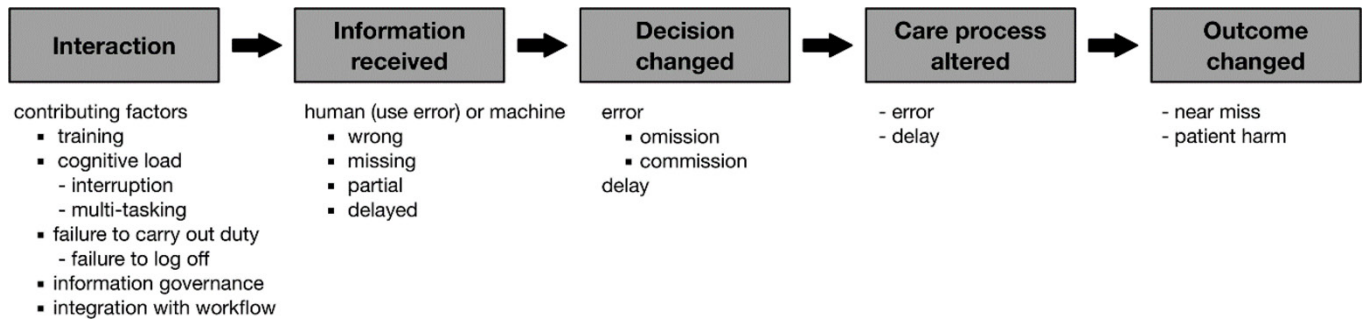 Interaction
Information
received
Decision
changed
Care process
altered
Outcome
changed
contributing factors
▪ training
▪ cognitive load
- interruption
- multi-tasking
▪ failure to carry out duty
- failure to log off
▪ information governance
▪ integration with workflow
human (use error) or machine
▪ wrong
▪ missing
▪ partial
▪ delayed
error
▪ omission
▪ commission
delay
- error
- delay
- near miss
- patient harm